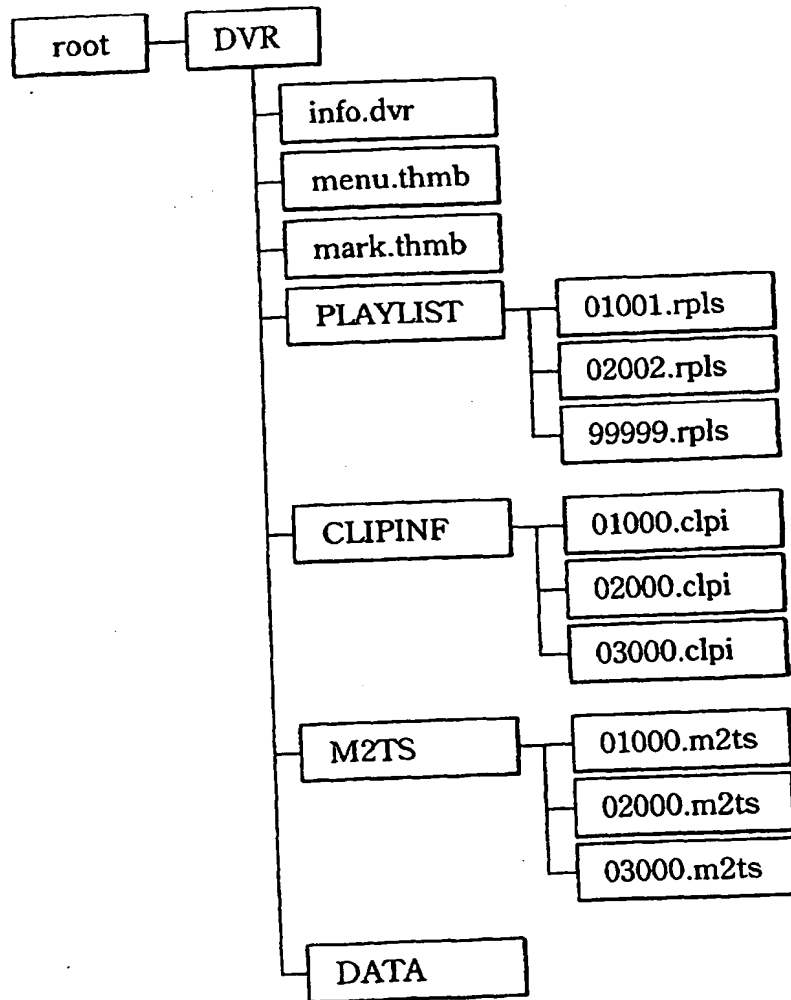 root
DVR
info.dvr
menu.thmb
mark.thmb
PLAYLIST
01001.rpls
02002.rpls
99999.rpls
CLIPINF
01000.clpi
02000.clpi
03000.clpi
M2TS
01000.m2ts
02000.m2ts
03000.m2ts
DATA